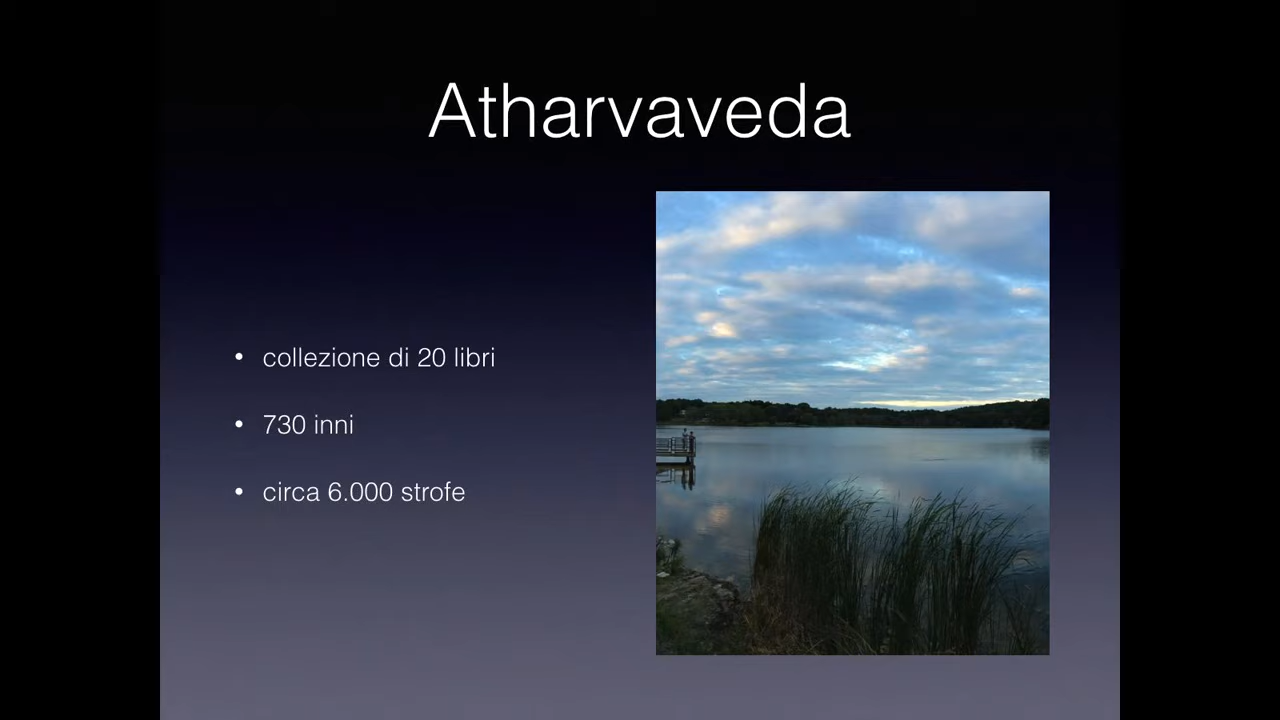 Atharvaveda
• collezione di 20 libri
• 730 inni
• circa 6.000 strofe